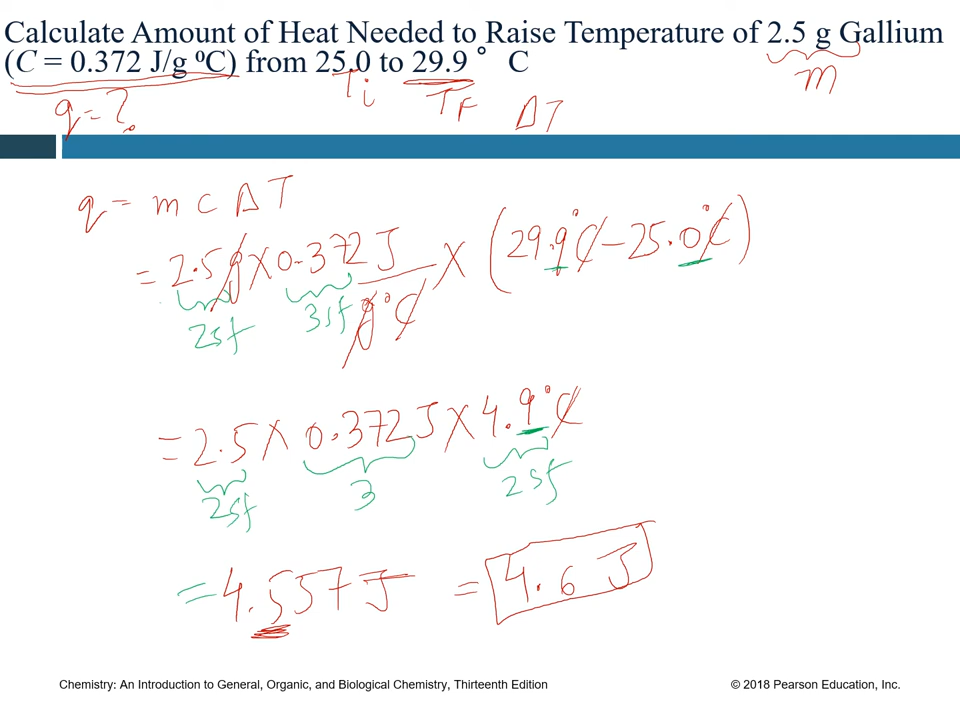 Calculate Amount of Heat Needed to Raise Temperature of 2.5 g Gallium
(C = 0.372 J/g ºC) from 25.0 to 29.9 ° C
Ti
m
q = ?
TF
ΔT
q = m c Δ T
= 2.5 g × 0.372 J / g °C × (29.9 °C - 25.0 °C)
2sf
3sf
= 2.5 × 0.372 J × 4.9 °C
2sf
3
2sf
= 4.557 J = 4.6 J
Chemistry: An Introduction to General, Organic, and Biological Chemistry, Thirteenth Edition
© 2018 Pearson Education, Inc.